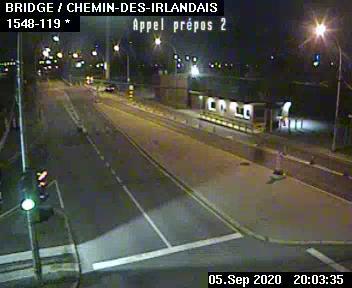 BRIDGE / CHEMIN-DES-IRLANDAIS
1548-119 *
Appel prépos 2
05.Sep 2020 20:03:35